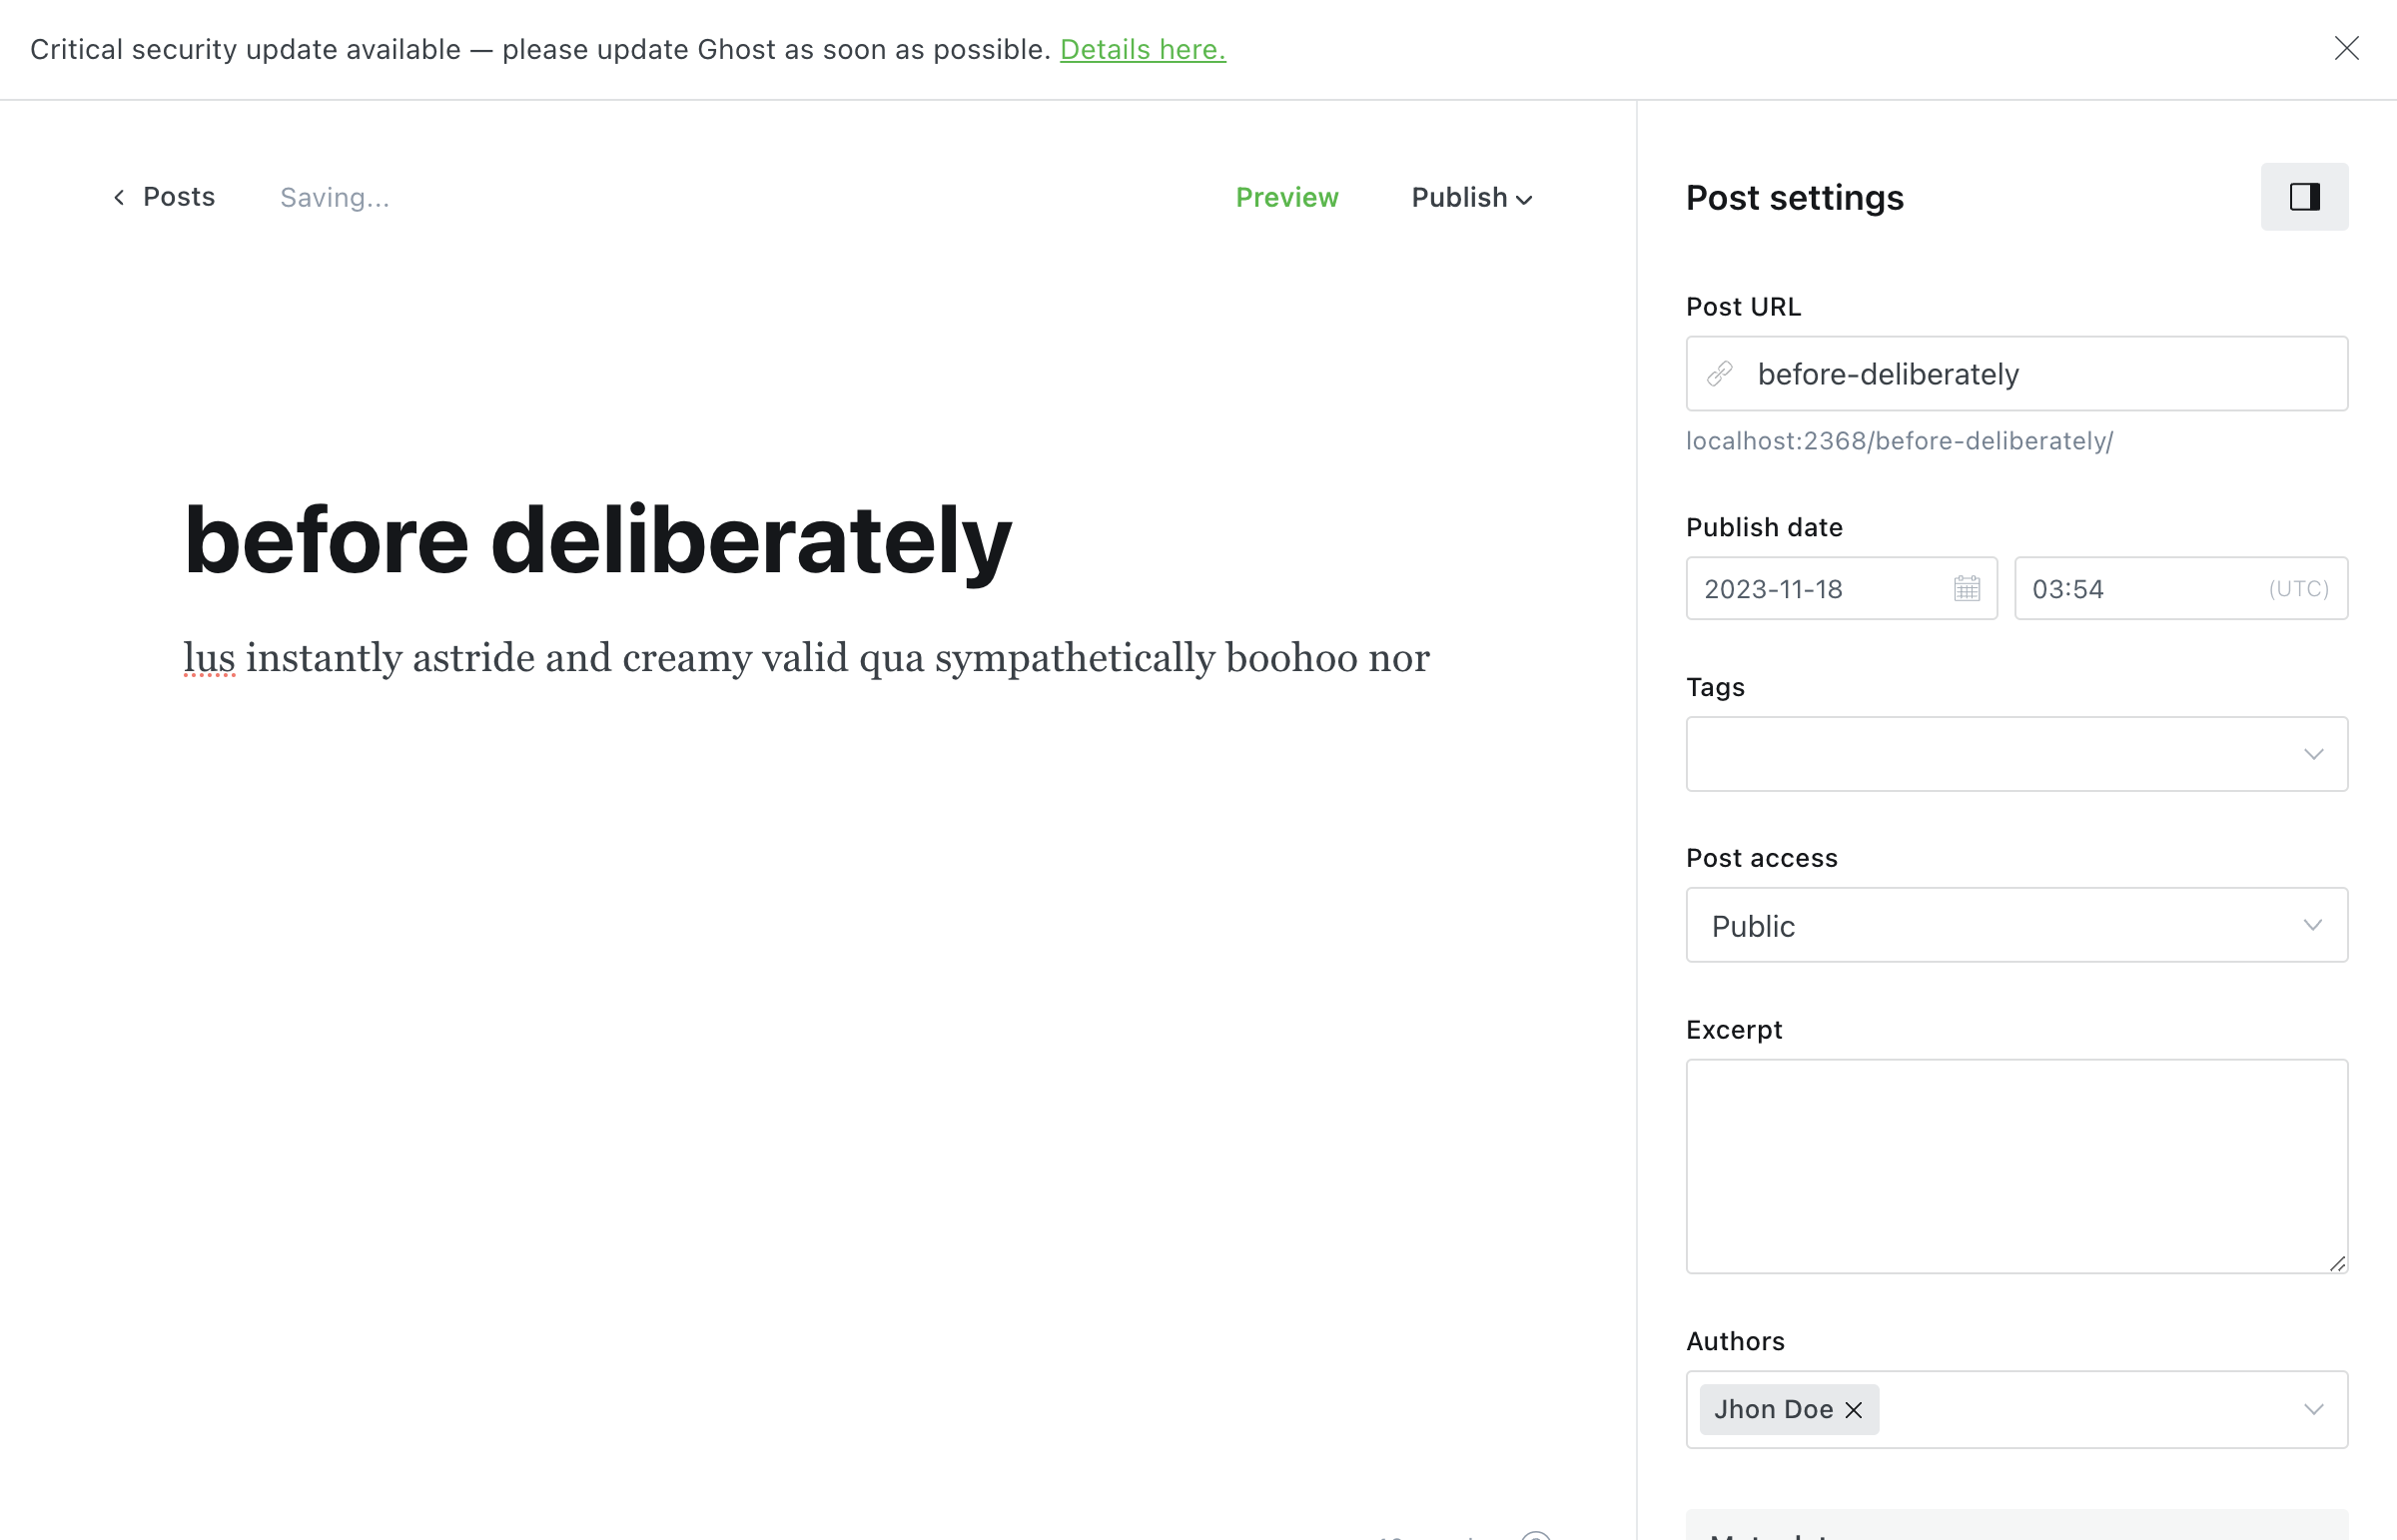 Critical security update available — please update Ghost as soon as possible. Details here.
Posts
Saving...
Preview
Publish
before deliberately
lus instantly astride and creamy valid qua sympathetically boohoo nor
Post settings
Post URL
before-deliberately
localhost:2368/before-deliberately/
Publish date
2023-11-18
03:54
(UTC)
Tags
Post access
Public
Excerpt
Authors
Jhon Doe